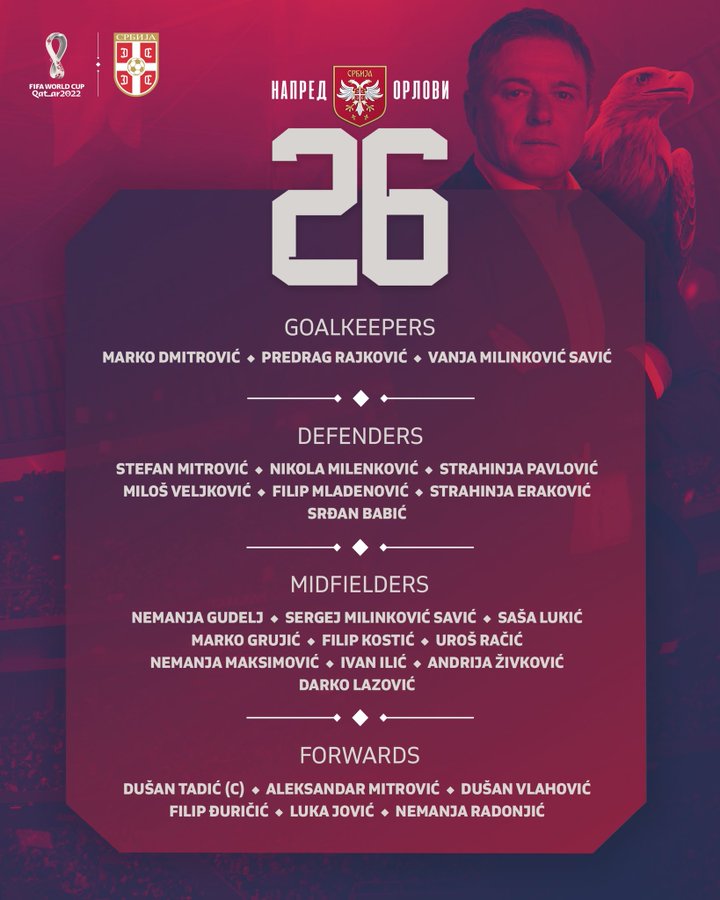 FIFA WORLD CUP
Qatar2022
СРБИЈА
НАПРЕД
СРБИЈА
ОРЛОВИ
26
GOALKEEPERS
MARKO DMITROVIĆ ◆ PREDRAG RAJKOVIĆ ◆ VANJA MILINKOVIĆ SAVIĆ
DEFENDERS
STEFAN MITROVIĆ ◆ NIKOLA MILENKOVIĆ ◆ STRAHINJA PAVLOVIĆ
MILOŠ VELJKOVIĆ ◆ FILIP MLADENOVIĆ ◆ STRAHINJA ERAKOVIĆ
SRĐAN BABIĆ
MIDFIELDERS
NEMANJA GUDELJ ◆ SERGEJ MILINKOVIĆ SAVIĆ ◆ SAŠA LUKIĆ
MARKO GRUJIĆ ◆ FILIP KOSTIĆ ◆ UROŠ RAČIĆ
NEMANJA MAKSIMOVIĆ ◆ IVAN ILIĆ ◆ ANDRIJA ŽIVKOVIĆ
DARKO LAZOVIĆ
FORWARDS
DUŠAN TADIĆ (C) ◆ ALEKSANDAR MITROVIĆ ◆ DUŠAN VLAHOVIĆ
FILIP ĐURIČIĆ ◆ LUKA JOVIĆ ◆ NEMANJA RADONJIĆ